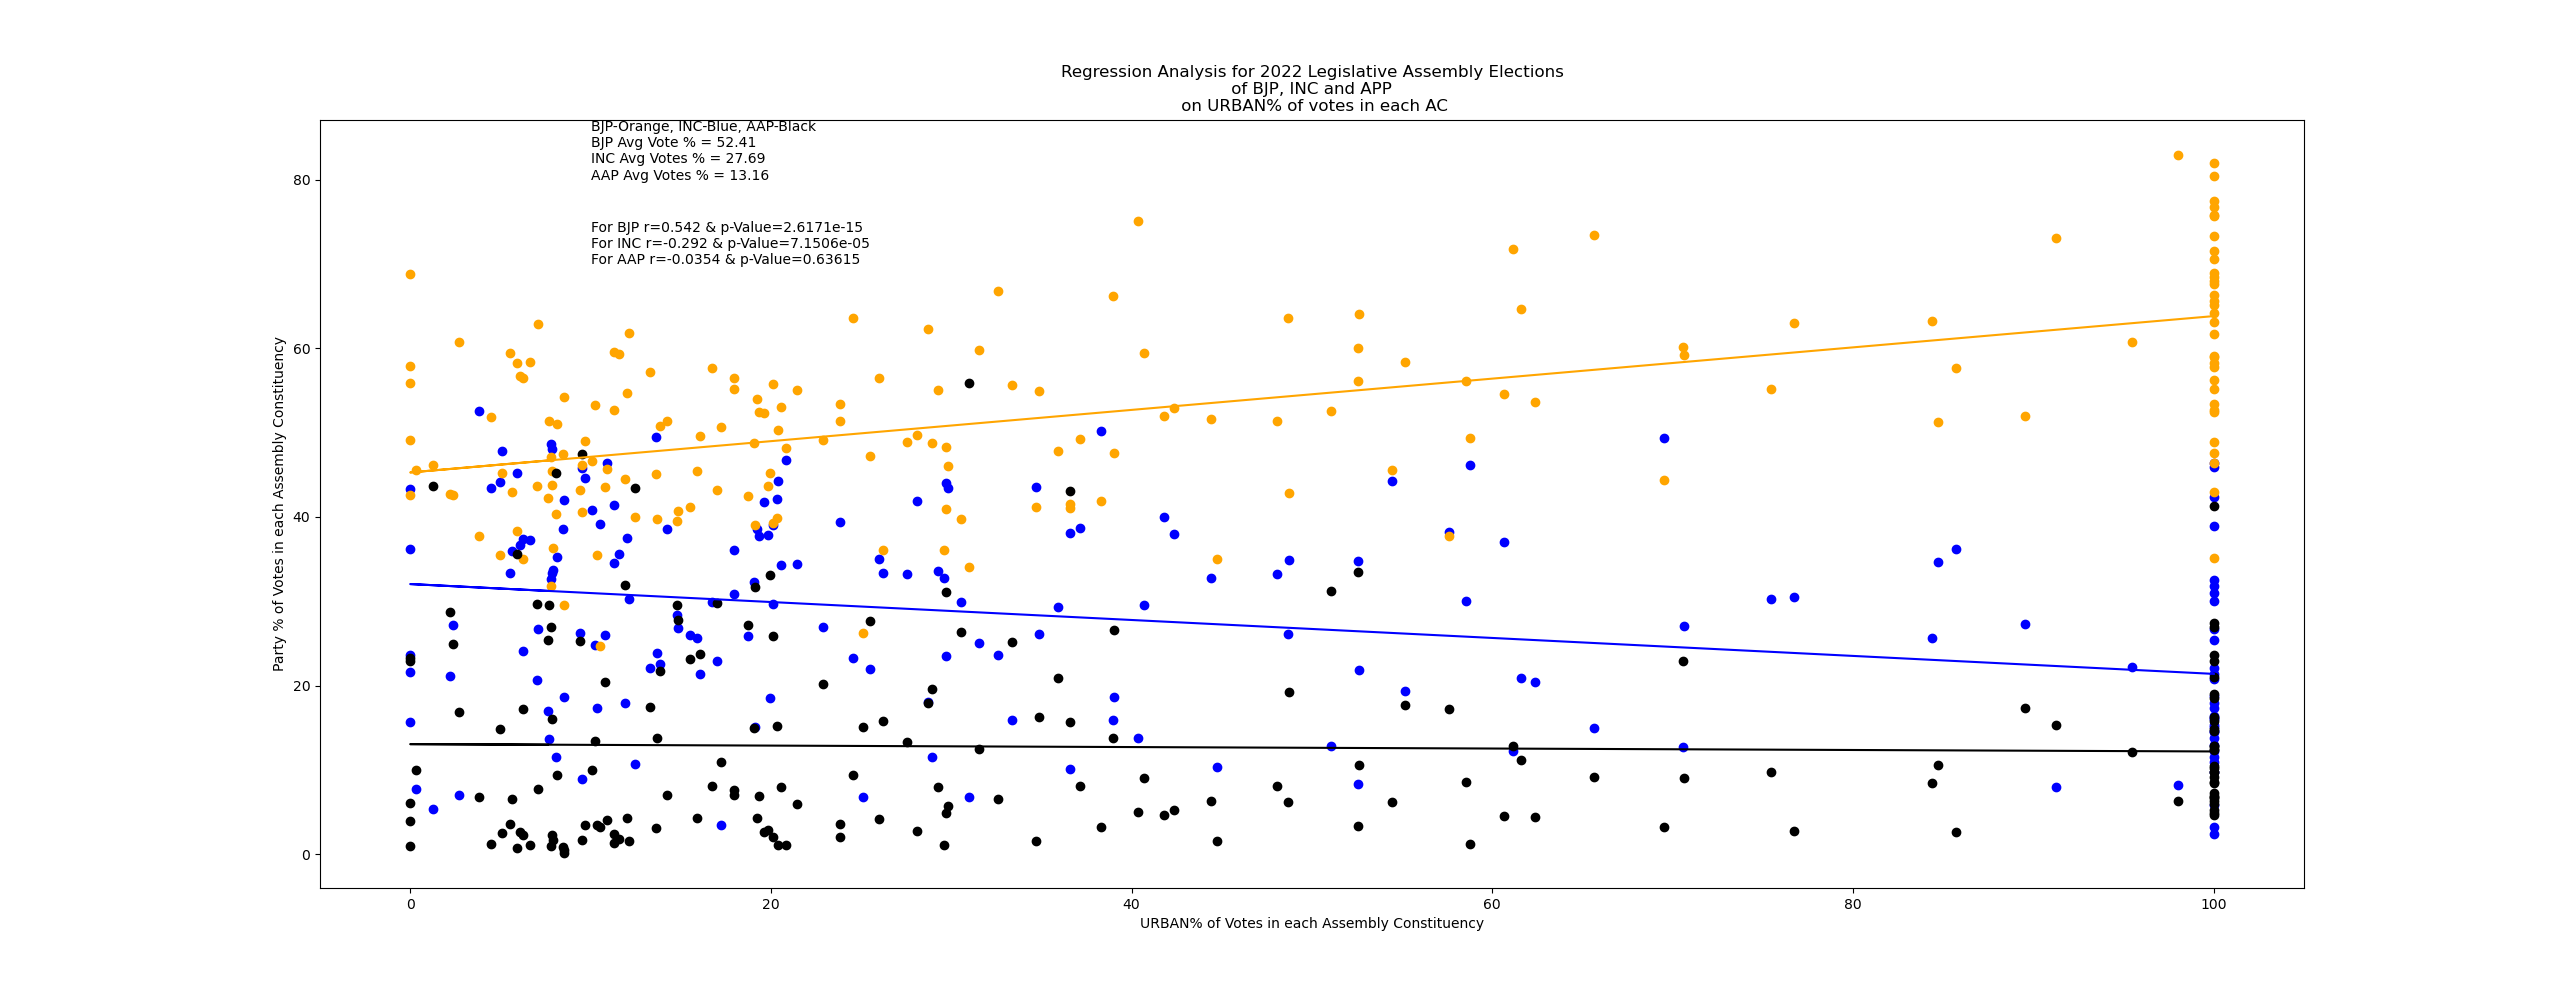 Regression Analysis for 2022 Legislative Assembly Elections
of BJP, INC and APP
on URBAN% of votes in each AC
BJP-Orange, INC-Blue, AAP-Black
BJP Avg Vote % = 52.41
INC Avg Votes % = 27.69
AAP Avg Votes % = 13.16
For BJP r=0.542 & p-Value=2.6171e-15
For INC r=-0.292 & p-Value=7.1506e-05
For AAP r=-0.0354 & p-Value=0.63615
Party % of Votes in each Assembly Constituency
80
60
40
20
0
0 20 40 60 80 100
URBAN% of Votes in each Assembly Constituency